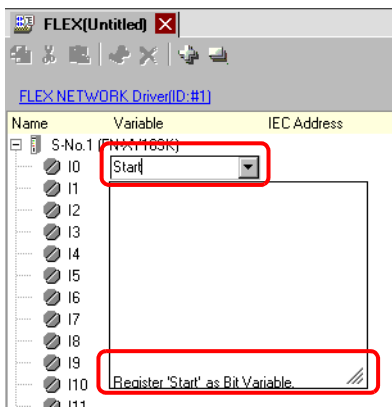 FLEX(Untitled)
FLEX NETWORK Driver(ID:#1)
Name Variable IEC Address
S-No.1
I0 Start
I1
I2
I3
I4
I5
I6
I7
I8
I9
I10 Register 'Start' as Bit Variable.
I11